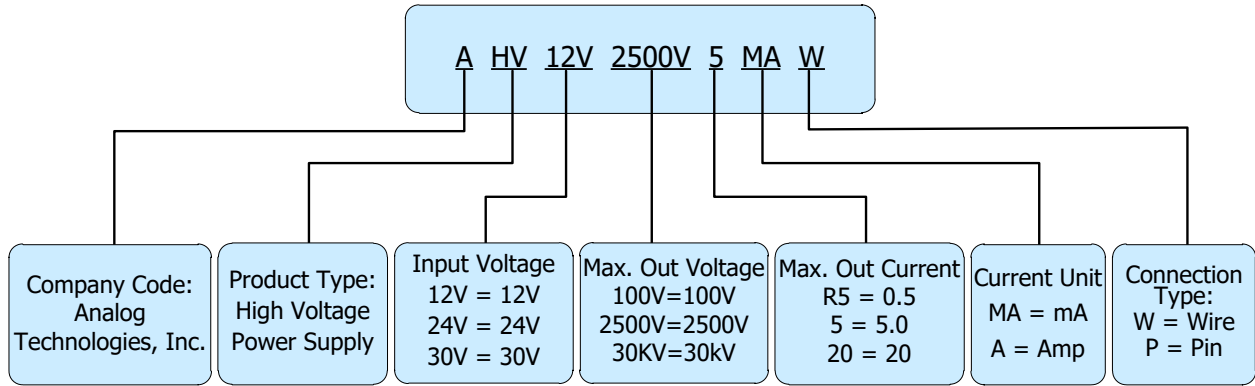 A HV 12V 2500V 5 MA W
Company Code:
Analog
Technologies, Inc.
Product Type:
High Voltage
Power Supply
Input Voltage
12V = 12V
24V = 24V
30V = 30V
Max. Out Voltage
100V=100V
2500V=2500V
30KV=30kV
Max. Out Current
R5 = 0.5
5 = 5.0
20 = 20
Current Unit
MA = mA
A = Amp
Connection
Type:
W = Wire
P = Pin